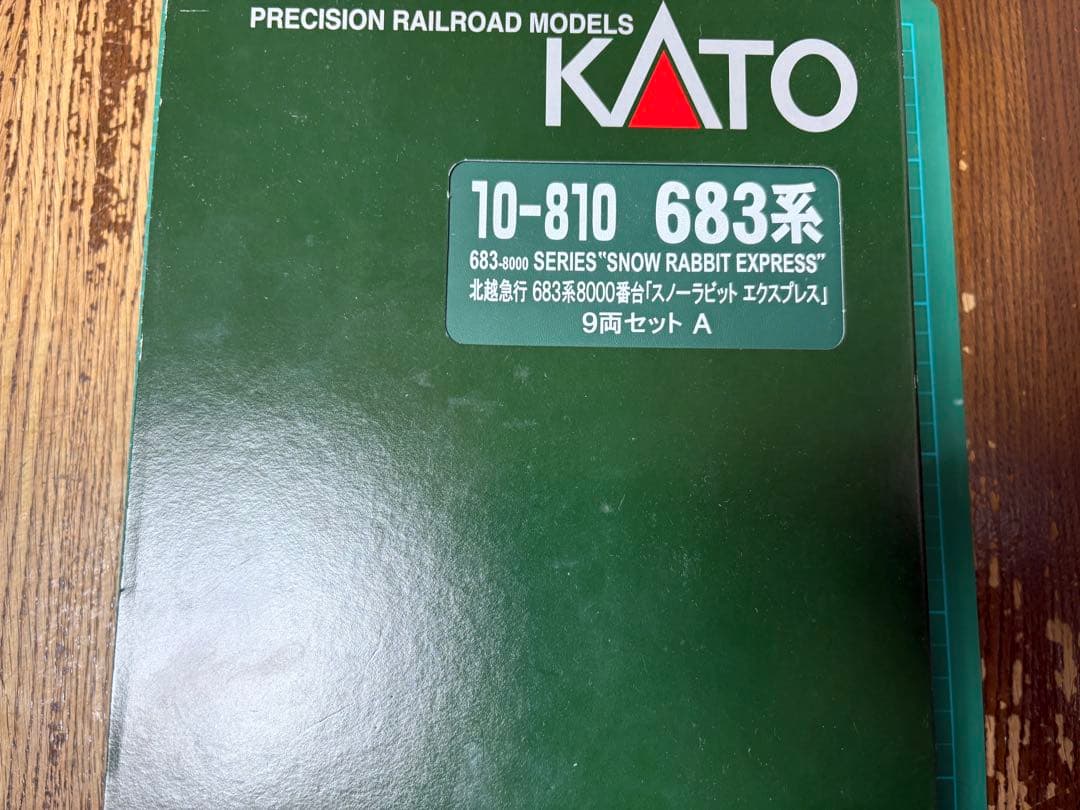 PRECISION RAILROAD MODELS
KATO
10-810 683系
683-8000 SERIES "SNOW RABBIT EXPRESS"
北越急行 683系8000番台「スノーラビット エクスプレス」
9両セット A